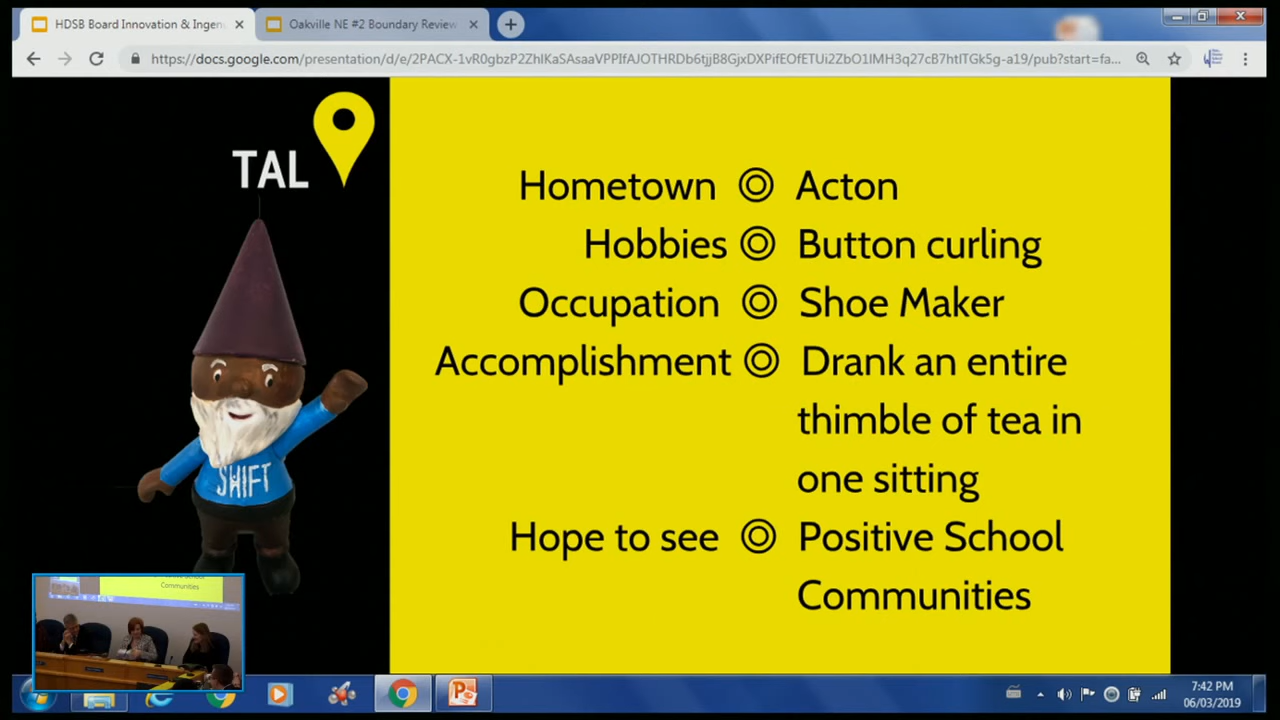 HDSB Board Innovation & Ingen
Oakville NE #2 Boundary Review
https://docs.google.com/presentation/d/e/2PACX-1vR0gbzP2ZhIKaSAsaaVPPIfAJOTHRDb6tjjB8GjxDXPifEOfETUi2ZbO1IMH3q27cB7htITGk5g-a19/pub?start=fa...
TAL
Hometown Acton
Hobbies Button curling
Occupation Shoe Maker
Accomplishment Drank an entire
thimble of tea in
one sitting
Hope to see Positive School
Communities
SHIFT
Communities
7:42 PM
06/03/2019